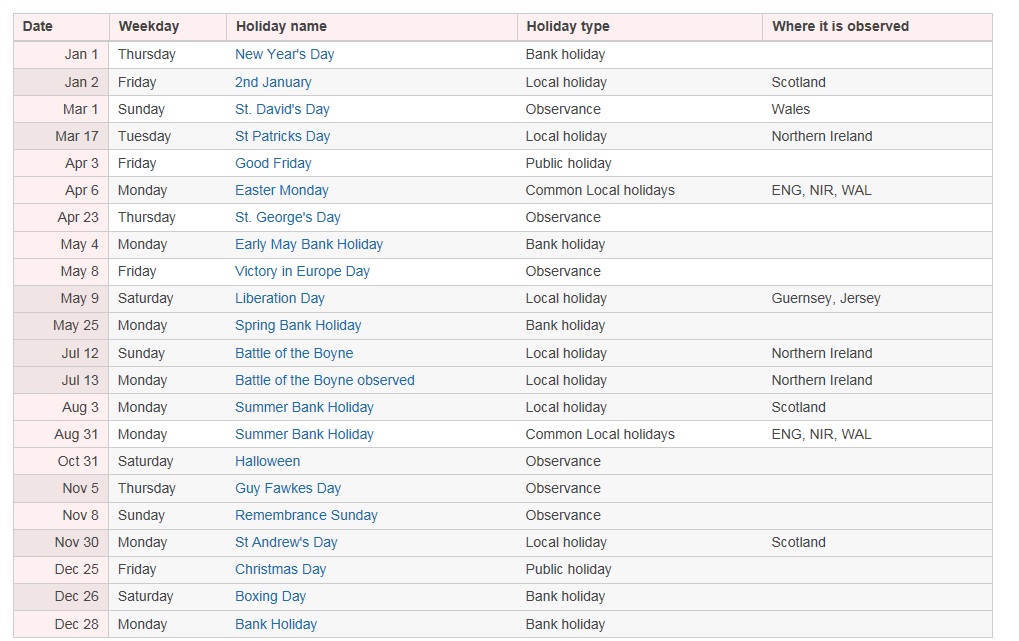 Date Weekday Holiday name Holiday type Where it is observed
Jan 1 Thursday New Year's Day Bank holiday
Jan 2 Friday 2nd January Local holiday Scotland
Mar 1 Sunday St. David's Day Observance Wales
Mar 17 Tuesday St Patricks Day Local holiday Northern Ireland
Apr 3 Friday Good Friday Public holiday
Apr 6 Monday Easter Monday Common Local holidays ENG, NIR, WAL
Apr 23 Thursday St. George's Day Observance
May 4 Monday Early May Bank Holiday Bank holiday
May 8 Friday Victory in Europe Day Observance
May 9 Saturday Liberation Day Local holiday Guernsey, Jersey
May 25 Monday Spring Bank Holiday Bank holiday
Jul 12 Sunday Battle of the Boyne Local holiday Northern Ireland
Jul 13 Monday Battle of the Boyne observed Local holiday Northern Ireland
Aug 3 Monday Summer Bank Holiday Local holiday Scotland
Aug 31 Monday Summer Bank Holiday Common Local holidays ENG, NIR, WAL
Oct 31 Saturday Halloween Observance
Nov 5 Thursday Guy Fawkes Day Observance
Nov 8 Sunday Remembrance Sunday Observance
Nov 30 Monday St Andrew's Day Local holiday Scotland
Dec 25 Friday Christmas Day Public holiday
Dec 26 Saturday Boxing Day Bank holiday
Dec 28 Monday Bank Holiday Bank holiday